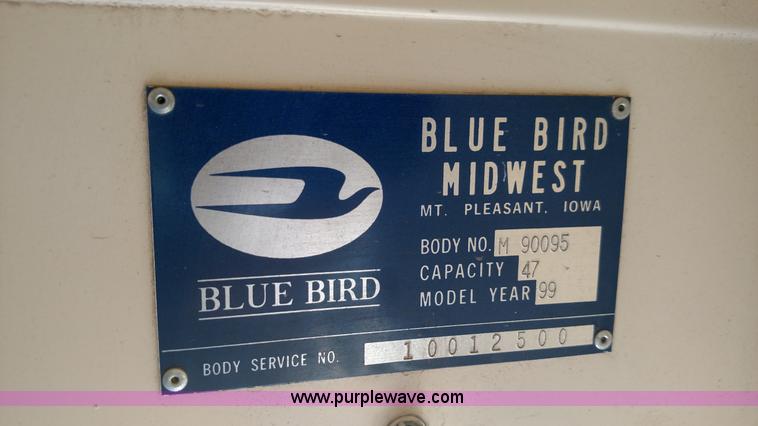 BLUE BIRD
MIDWEST
MT. PLEASANT, IOWA
BODY NO. M 90095
CAPACITY 47
MODEL YEAR 99
BLUE BIRD
BODY SERVICE NO. 10012500
www.purplewave.com